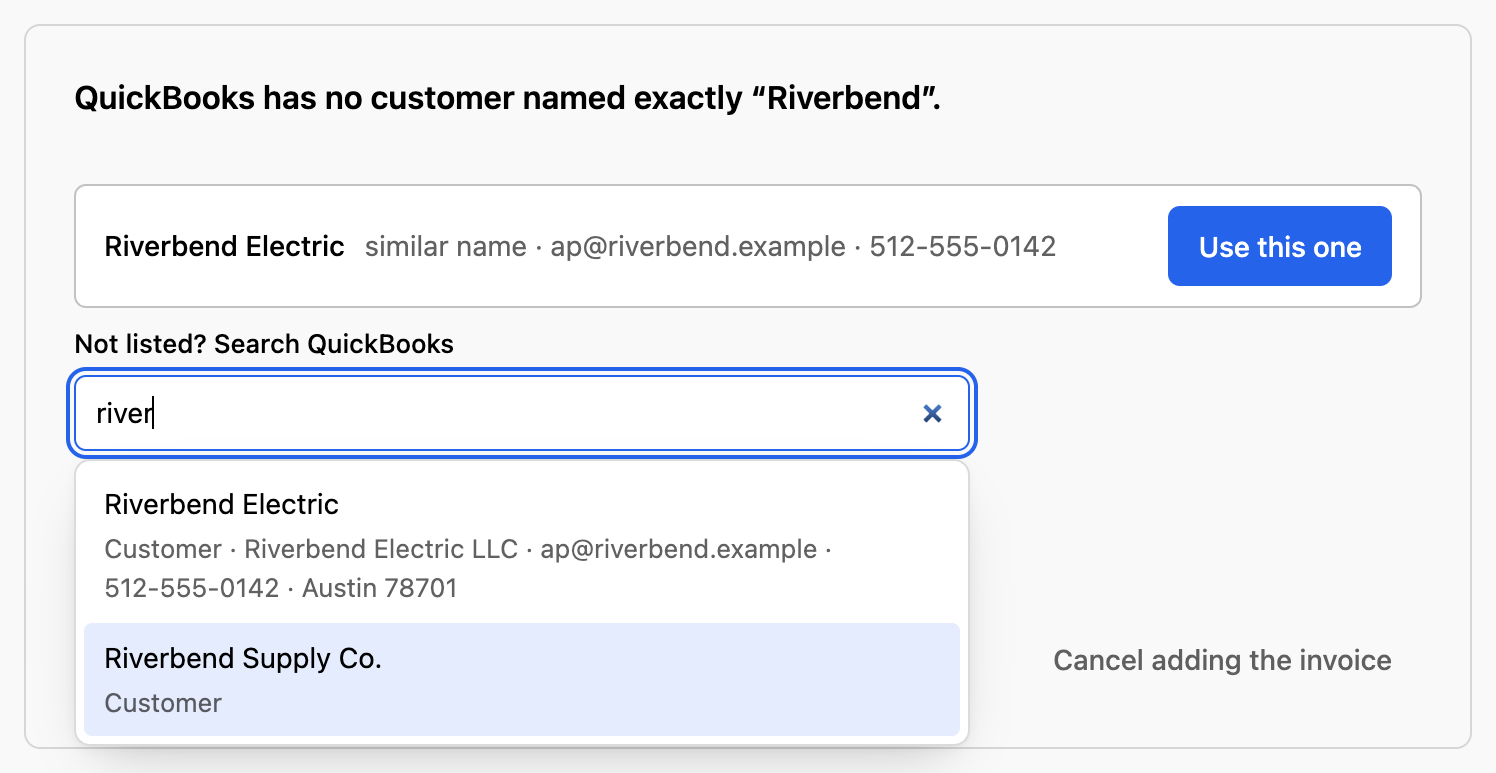 QuickBooks has no customer named exactly “Riverbend”.
Riverbend Electric similar name · ap@riverbend.example · 512-555-0142 Use this one
Not listed? Search QuickBooks
river
Riverbend Electric
Customer · Riverbend Electric LLC · ap@riverbend.example ·
512-555-0142 · Austin 78701
Riverbend Supply Co.
Cancel adding the invoice
Customer